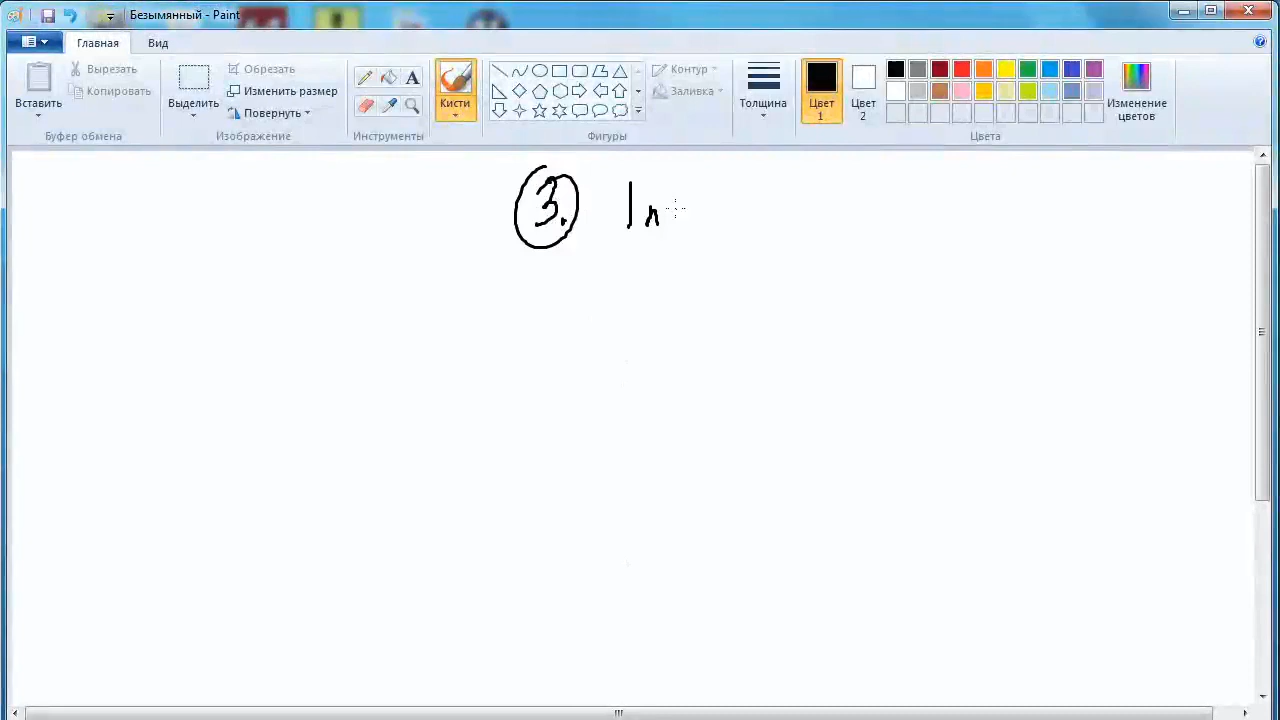 Безымянный - Paint
Главная Вид
Вставить
Вырезать
Копировать
Буфер обмена
Выделить
Обрезать
Изменить размер
Повернуть
Изображение
A
Инструменты
Кисти
Контур
Заливка
Фигуры
Толщина
Цвет 1
Цвет 2
Изменение цветов
Цвета
3. In